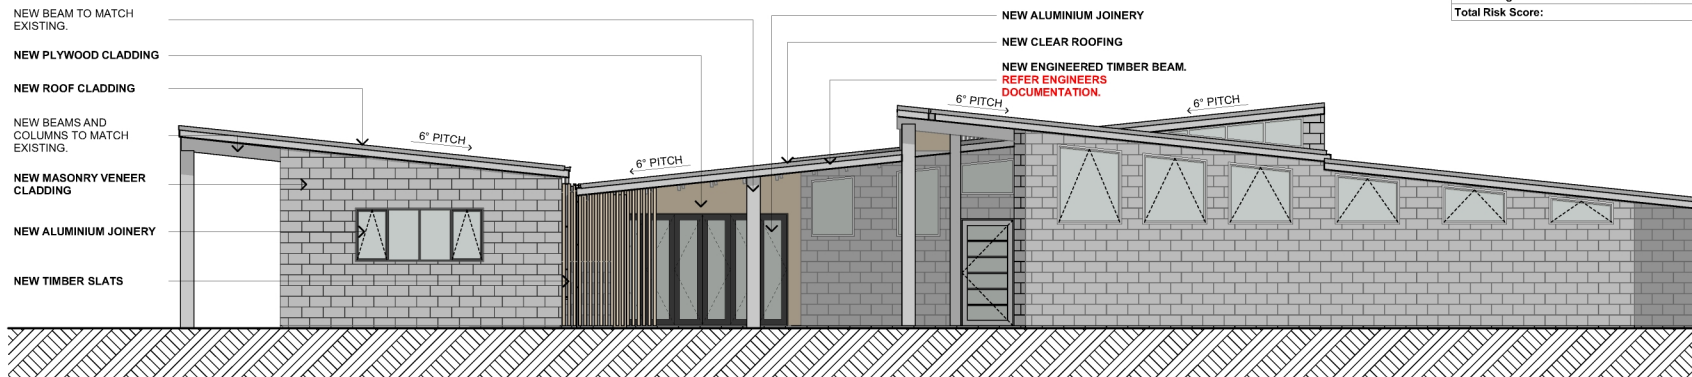 NEW BEAM TO MATCH
EXISTING.
NEW PLYWOOD CLADDING
NEW ROOF CLADDING
NEW BEAMS AND
COLUMNS TO MATCH
EXISTING.
NEW MASONRY VENEER
CLADDING
NEW ALUMINIUM JOINERY
NEW TIMBER SLATS
6° PITCH
6° PITCH
NEW ALUMINIUM JOINERY
NEW CLEAR ROOFING
NEW ENGINEERED TIMBER BEAM.
REFER ENGINEERS
DOCUMENTATION.
6° PITCH
6° PITCH
Total Risk Score: